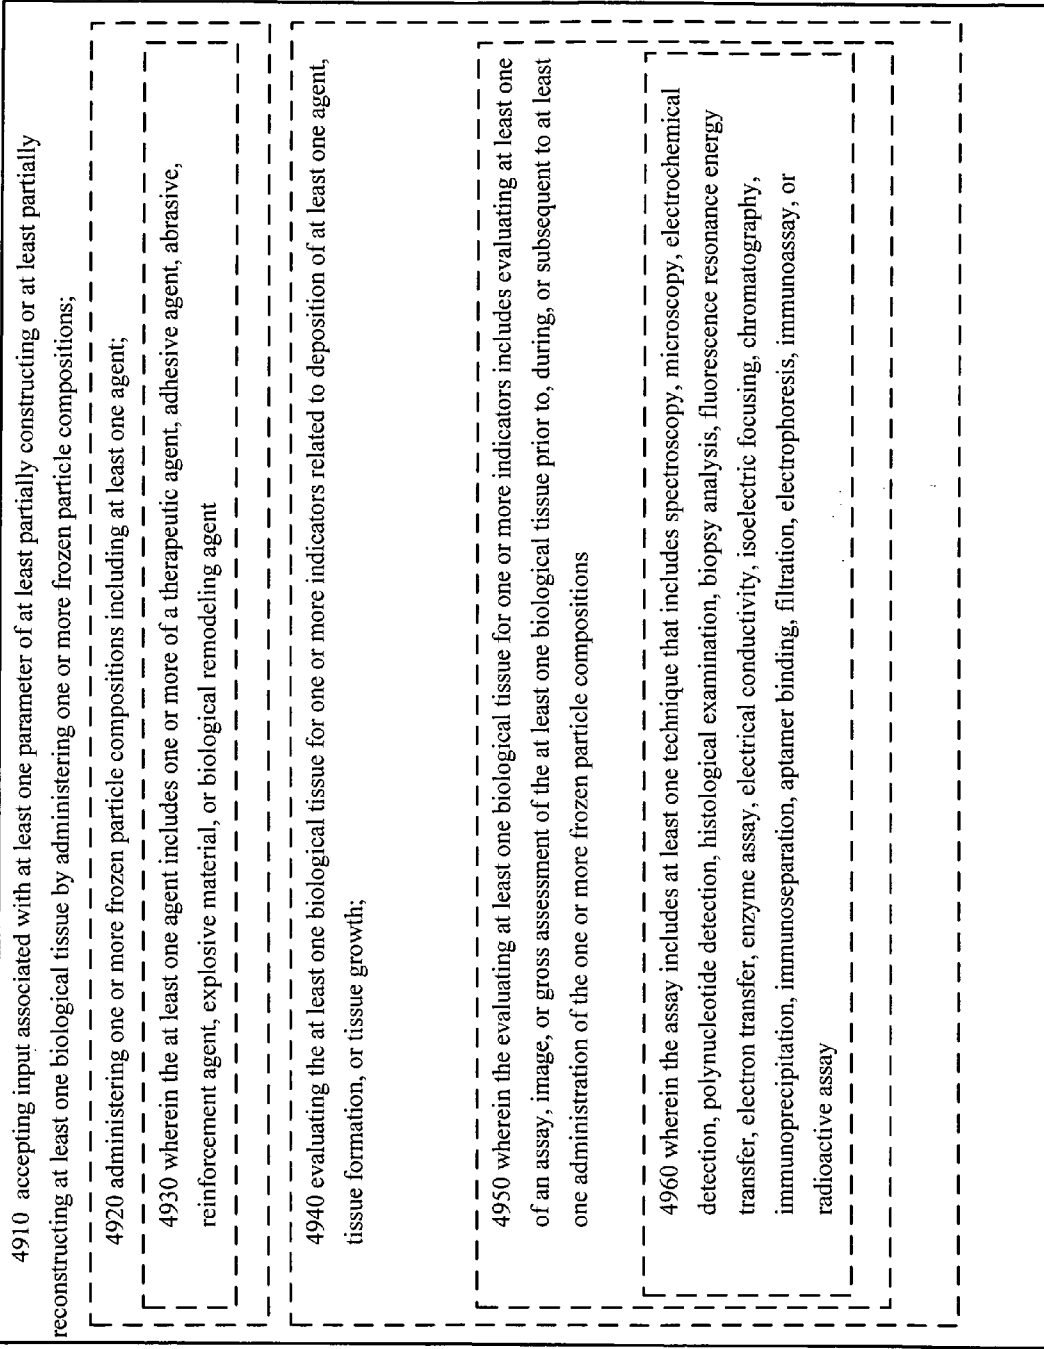 4910 accepting input associated with at least one parameter of at least partly constructing or at least partially
reconstructing at least one biological tissue by administering one or more frozen particle compositions;
4920 administering one or more frozen particle compositions including at least one agent;
4930 wherein the at least one agent includes one or more of a therapeutic agent, adhesive agent, abrasive,
reinforcement agent, explosive material, or biological remodeling agent
4940 evaluating the at least one biological tissue for one or more indicators related to deposition of at least one agent,
tissue formation, or tissue growth;
4950 wherein the evaluating at least one biological tissue for one or more indicators includes evaluating at least one
of an assay, image, or gross assessment of the at least one biological tissue prior to, during, or subsequent to at least
one administration of the one or more frozen particle compositions
4960 wherein the assay includes at least one technique that includes spectroscopy, microscopy, electrochemical
detection, polynucleotide detection, histological examination, biopsy analysis, fluorescence resonance energy
transfer, electron transfer, enzyme assay, electrical conductivity, isoelectric focusing, chromatography,
immunoprecipitation, immunoseparation, aptamer binding, filtration, electrophoresis, immunoassay, or
radioactive assay